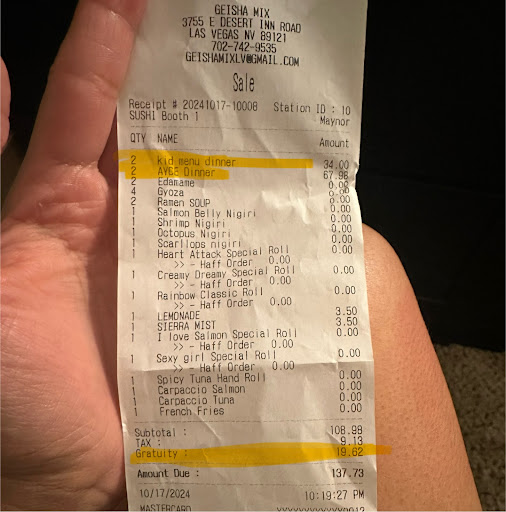 GEISHA MIX
3755 E DESERT INN ROAD
LAS VEGAS NV 89121
702-742-9535
GEISHAMIXLV@GMAIL.COM
Sale
Receipt # 20241017-10008 Station ID : 10
SUSHI Booth 1 Maynor
QTY NAME Amount
2 kid menu dinner 34.00
2 AYCE Dinner 67.98
2 Edamame 0.00
4 Gyoza 0.00
2 Ramen SOUP 0.00
1 Salmon Belly Nigiri 0.00
1 Shrimp Nigiri 0.00
1 Octopus Nigiri 0.00
1 Scarllops nigiri 0.00
1 Heart Attack Special Roll 0.00
>> - Haff Order 0.00
1 Creamy Dreamy Special Roll 0.00
>> - Haff Order 0.00
1 Rainbow Classic Roll 0.00
>> - Haff Order 0.00
1 LEMONADE 3.50
1 SIERRA MIST 3.50
1 I love Salmon Special Roll 0.00
>> - Haff Order 0.00
1 Sexy girl Special Roll 0.00
>> - Haff Order 0.00
1 Spicy Tuna Hand Roll 0.00
1 Carpaccio Salmon 0.00
1 Carpaccio Tuna 0.00
1 French Fries 0.00
Subtotal : 108.98
TAX : 9.13
Gratuity : 19.62
Amount Due : 137.73
10/17/2024 10:19:27 PM
MASTERCARD